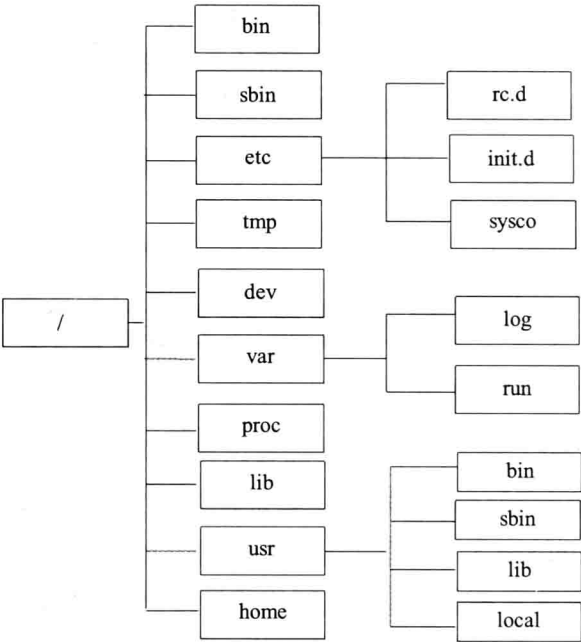 bin
sbin
etc
rc.d
init.d
sysco
tmp
dev
/
var
log
run
proc
lib
usr
bin
sbin
lib
local
home